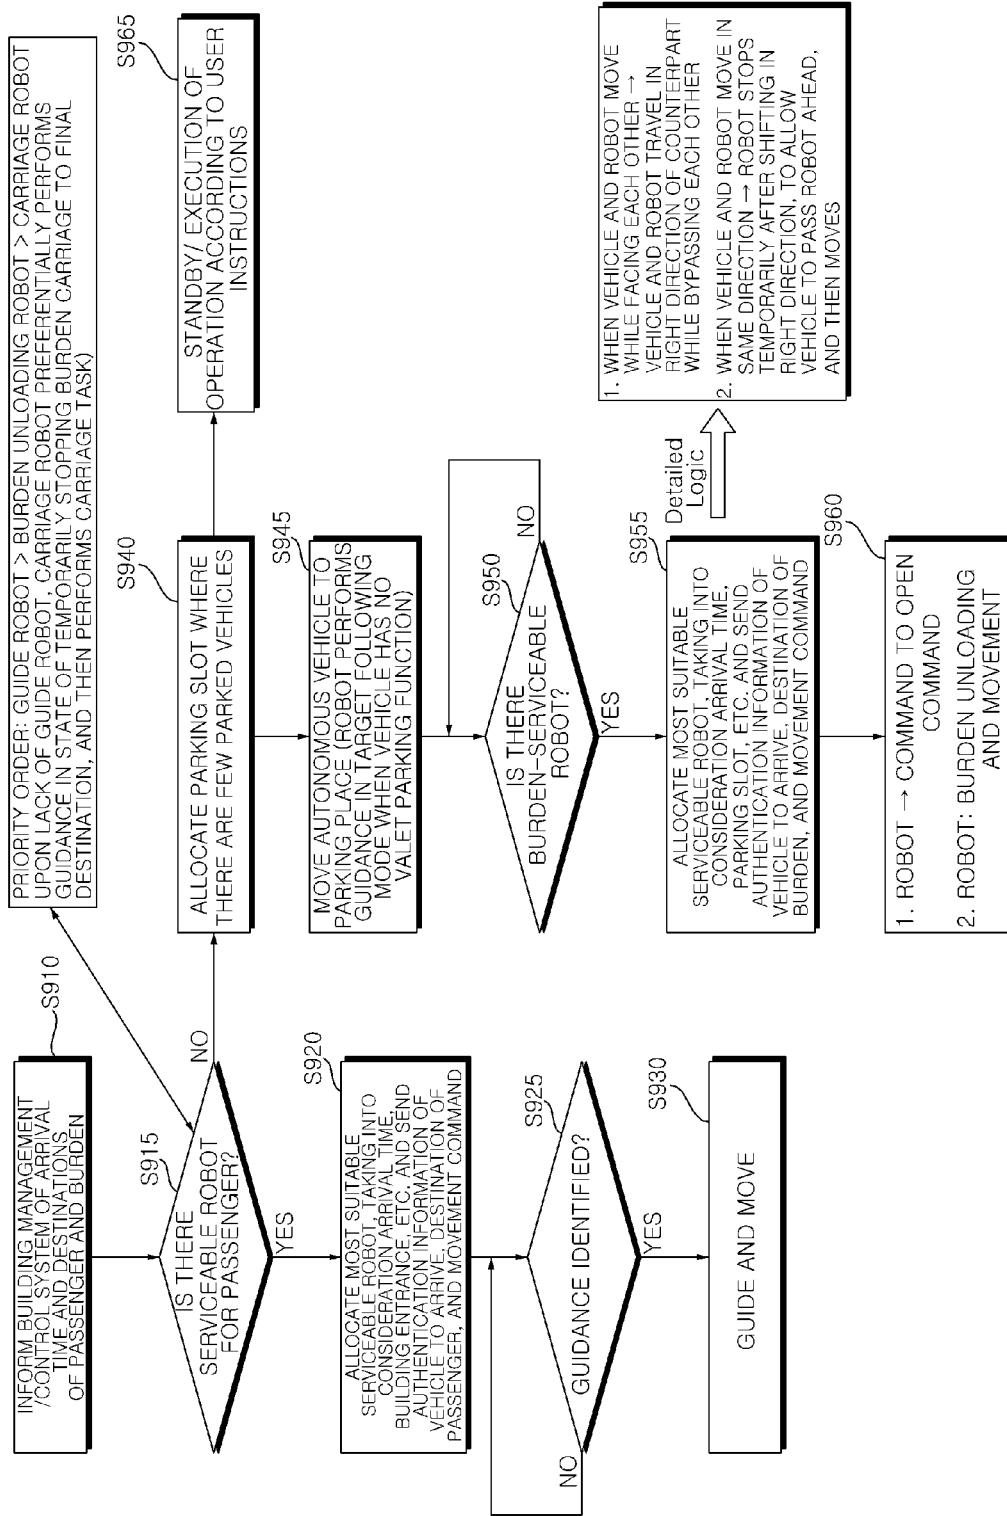 INFORM BUILDING MANAGEMENT
/CONTROL SYSTEM OF ARRIVAL
TIME AND DESTINATIONS
OF PASSENGER AND BURDEN
S910
PRIORITY ORDER: GUIDE ROBOT > BURDEN UNLOADING ROBOT > CARRIAGE ROBOT
UPON LACK OF GUIDE ROBOT, CARRIAGE ROBOT PREFERENTIALLY PERFORMS
GUIDANCE IN STATE OF TEMPORARILY STOPPING BURDEN CARRIAGE TO FINAL
DESTINATION, AND THEN PERFORMS CARRIAGE TASK)
S915
IS THERE
SERVICEABLE ROBOT
FOR PASSENGER?
NO
YES
S920
ALLOCATE MOST SUITABLE
SERVICEABLE ROBOT, TAKING INTO
CONSIDERATION ARRIVAL TIME,
BUILDING ENTRANCE, ETC. AND SEND
AUTHENTICATION INFORMATION OF
VEHICLE TO ARRIVE, DESTINATION OF
PASSENGER, AND MOVEMENT COMMAND
S925
GUIDANCE IDENTIFIED?
NO
YES
S930
GUIDE AND MOVE
S940
ALLOCATE PARKING SLOT WHERE
THERE ARE FEW PARKED VEHICLES
S965
STANDBY/ EXECUTION OF
OPERATION ACCORDING TO USER
INSTRUCTIONS
S945
MOVE AUTONOMOUS VEHICLE TO
PARKING PLACE (ROBOT PERFORMS
GUIDANCE IN TARGET FOLLOWING
MODE WHEN VEHICLE HAS NO
VALET PARKING FUNCTION)
S950
IS THERE
BURDEN-SERVICEABLE
ROBOT?
NO
YES
S955
ALLOCATE MOST SUITABLE
SERVICEABLE ROBOT, TAKING INTO
CONSIDERATION ARRIVAL TIME,
PARKING SLOT, ETC. AND SEND
AUTHENTICATION INFORMATION OF
VEHICLE TO ARRIVE, DESTINATION OF
BURDEN, AND MOVEMENT COMMAND
Detailed
Logic
1. WHEN VEHICLE AND ROBOT MOVE
WHILE FACING EACH OTHER →
VEHICLE AND ROBOT TRAVEL IN
RIGHT DIRECTION OF COUNTERPART
WHILE BYPASSING EACH OTHER
2. WHEN VEHICLE AND ROBOT MOVE IN
SAME DIRECTION → ROBOT STOPS
TEMPORARILY AFTER SHIFTING IN
RIGHT DIRECTION, TO ALLOW
VEHICLE TO PASS ROBOT AHEAD,
AND THEN MOVES
S960
1. ROBOT → COMMAND TO OPEN
COMMAND
2. ROBOT: BURDEN UNLOADING
AND MOVEMENT